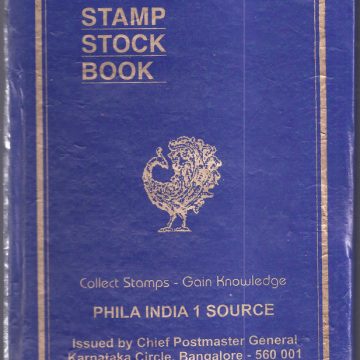 STAMP
STOCK
BOOK
Collect Stamps - Gain Knowledge
PHILA INDIA 1 SOURCE
Issued by Chief Postmaster General
Karnataka Circle, Bangalore - 560 001